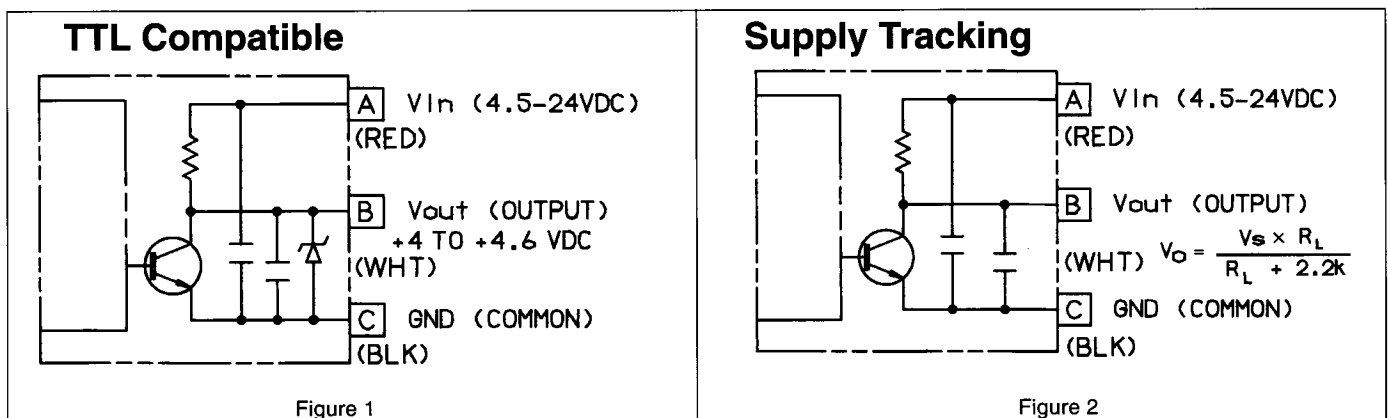 TTL Compatible
A VIn (4.5-24VDC)
(RED)
B Vout (OUTPUT)
+4 TO +4.6 VDC
(WHT)
C GND (COMMON)
(BLK)
Figure 1
Supply Tracking
A VIn (4.5-24VDC)
(RED)
B Vout (OUTPUT)
(WHT) Vo = Vs × RL
RL + 2.2k
C GND (COMMON)
(BLK)
Figure 2